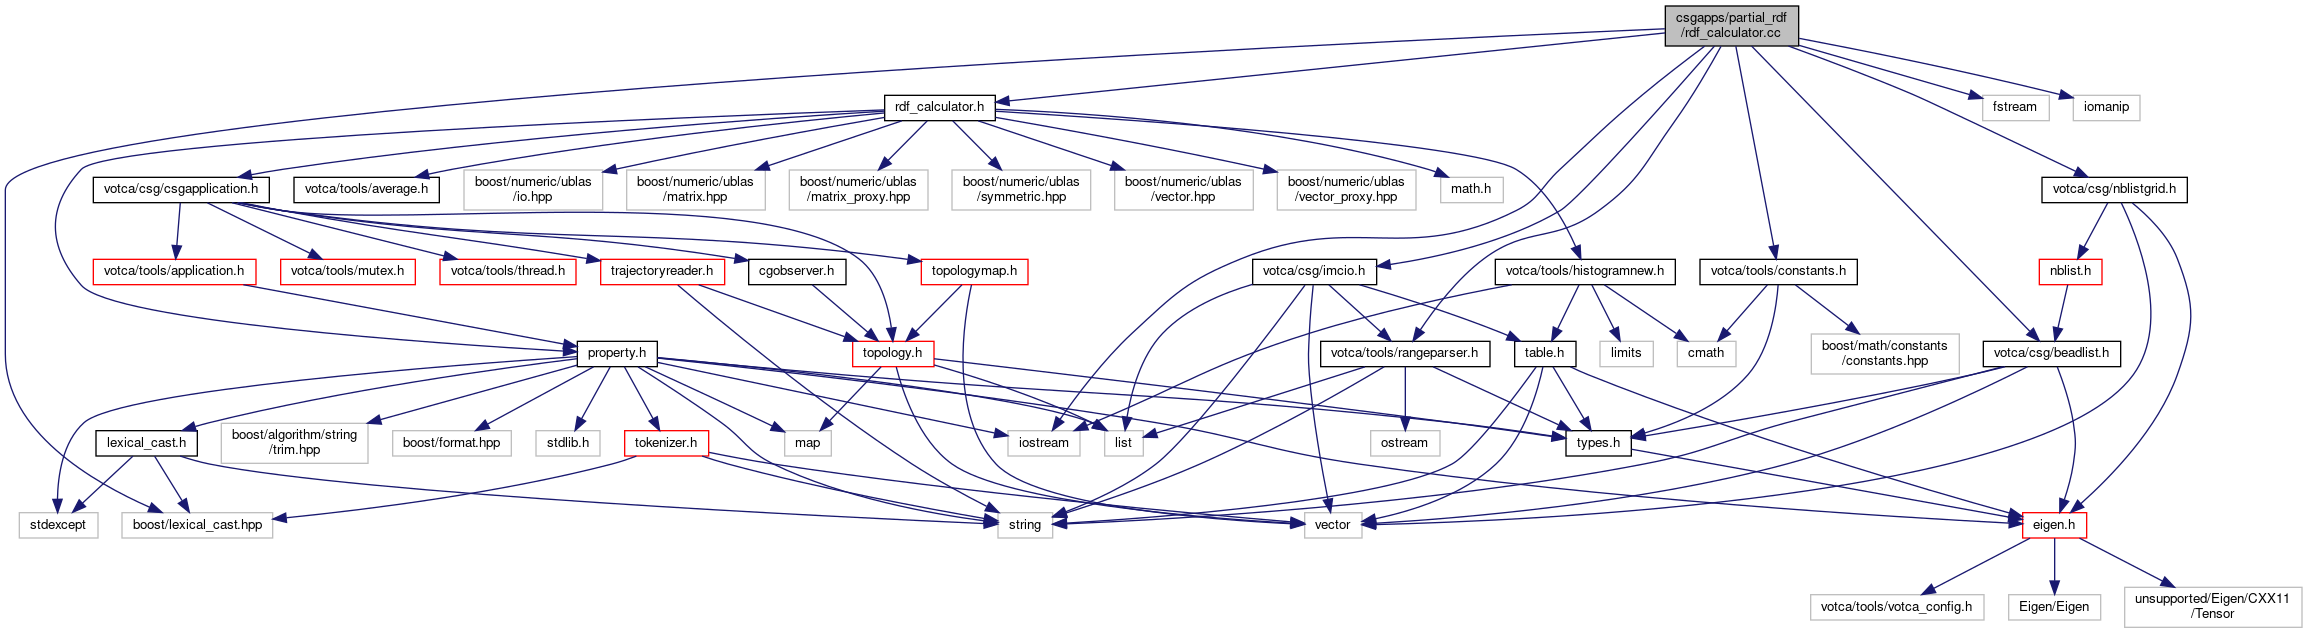 csgapps/partial_rdf
/rdf_calculator.cc
rdf_calculator.h
fstream
iomanip
votca/csg/csgapplication.h
votca/tools/average.h
boost/numeric/ublas
/io.hpp
boost/numeric/ublas
/matrix.hpp
boost/numeric/ublas
/matrix_proxy.hpp
boost/numeric/ublas
/symmetric.hpp
boost/numeric/ublas
/vector.hpp
boost/numeric/ublas
/vector_proxy.hpp
math.h
votca/csg/nblistgrid.h
votca/tools/application.h
votca/tools/mutex.h
votca/tools/thread.h
trajectoryreader.h
cgobserver.h
topologymap.h
votca/csg/imcio.h
votca/tools/histogramnew.h
votca/tools/constants.h
nblist.h
property.h
topology.h
votca/tools/rangeparser.h
table.h
limits
cmath
boost/math/constants
/constants.hpp
votca/csg/beadlist.h
lexical_cast.h
boost/algorithm/string
/trim.hpp
boost/format.hpp
stdlib.h
tokenizer.h
map
iostream
list
ostream
types.h
stdexcept
boost/lexical_cast.hpp
string
vector
eigen.h
votca/tools/votca_config.h
Eigen/Eigen
unsupported/Eigen/CXX11
/Tensor